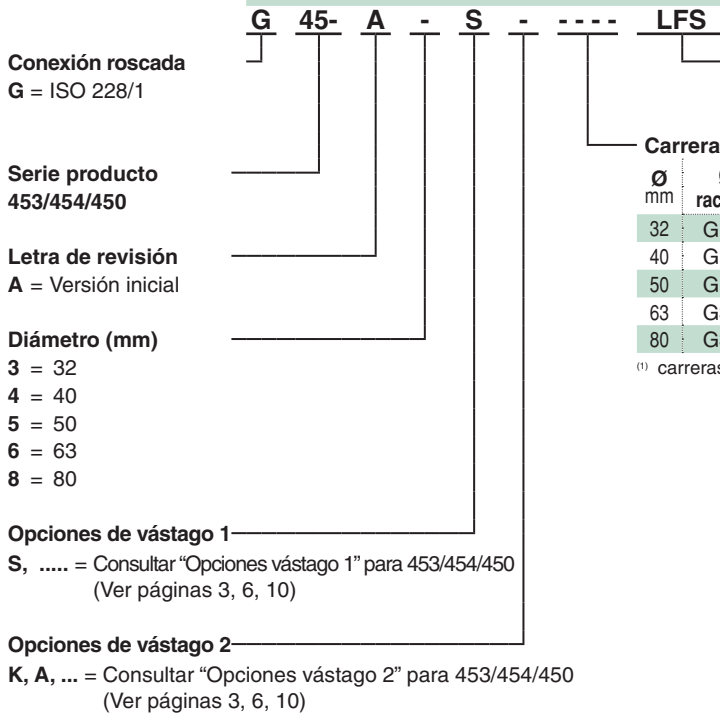 G 45- A - S - - - - - LFS
Conexión roscada
G = ISO 228/1
Serie producto
453/454/450
Letra de revisión
A = Versión inicial
Diámetro (mm)
3 = 32
4 = 40
5 = 50
6 = 63
8 = 80
Opciones de vástago 1
S, ..... = Consultar “Opciones vástago 1” para 453/454/450
(Ver páginas 3, 6, 10)
Opciones de vástago 2
K, A, ... = Consultar “Opciones vástago 2” para 453/454/450
(Ver páginas 3, 6, 10)
Carrera
Ø
mm
32 G
40 G
50 G
63 G
80 G
(1) carreras